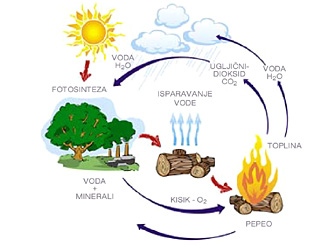 VODA
H₂O
UGLJIČNI-
DIOKSID
CO₂
VODA
H₂O
FOTOSINTEZA
ISPARAVANJE
VODE
TOPLINA
VODA
+
MINERALI
KISIK - O₂
PEPEO